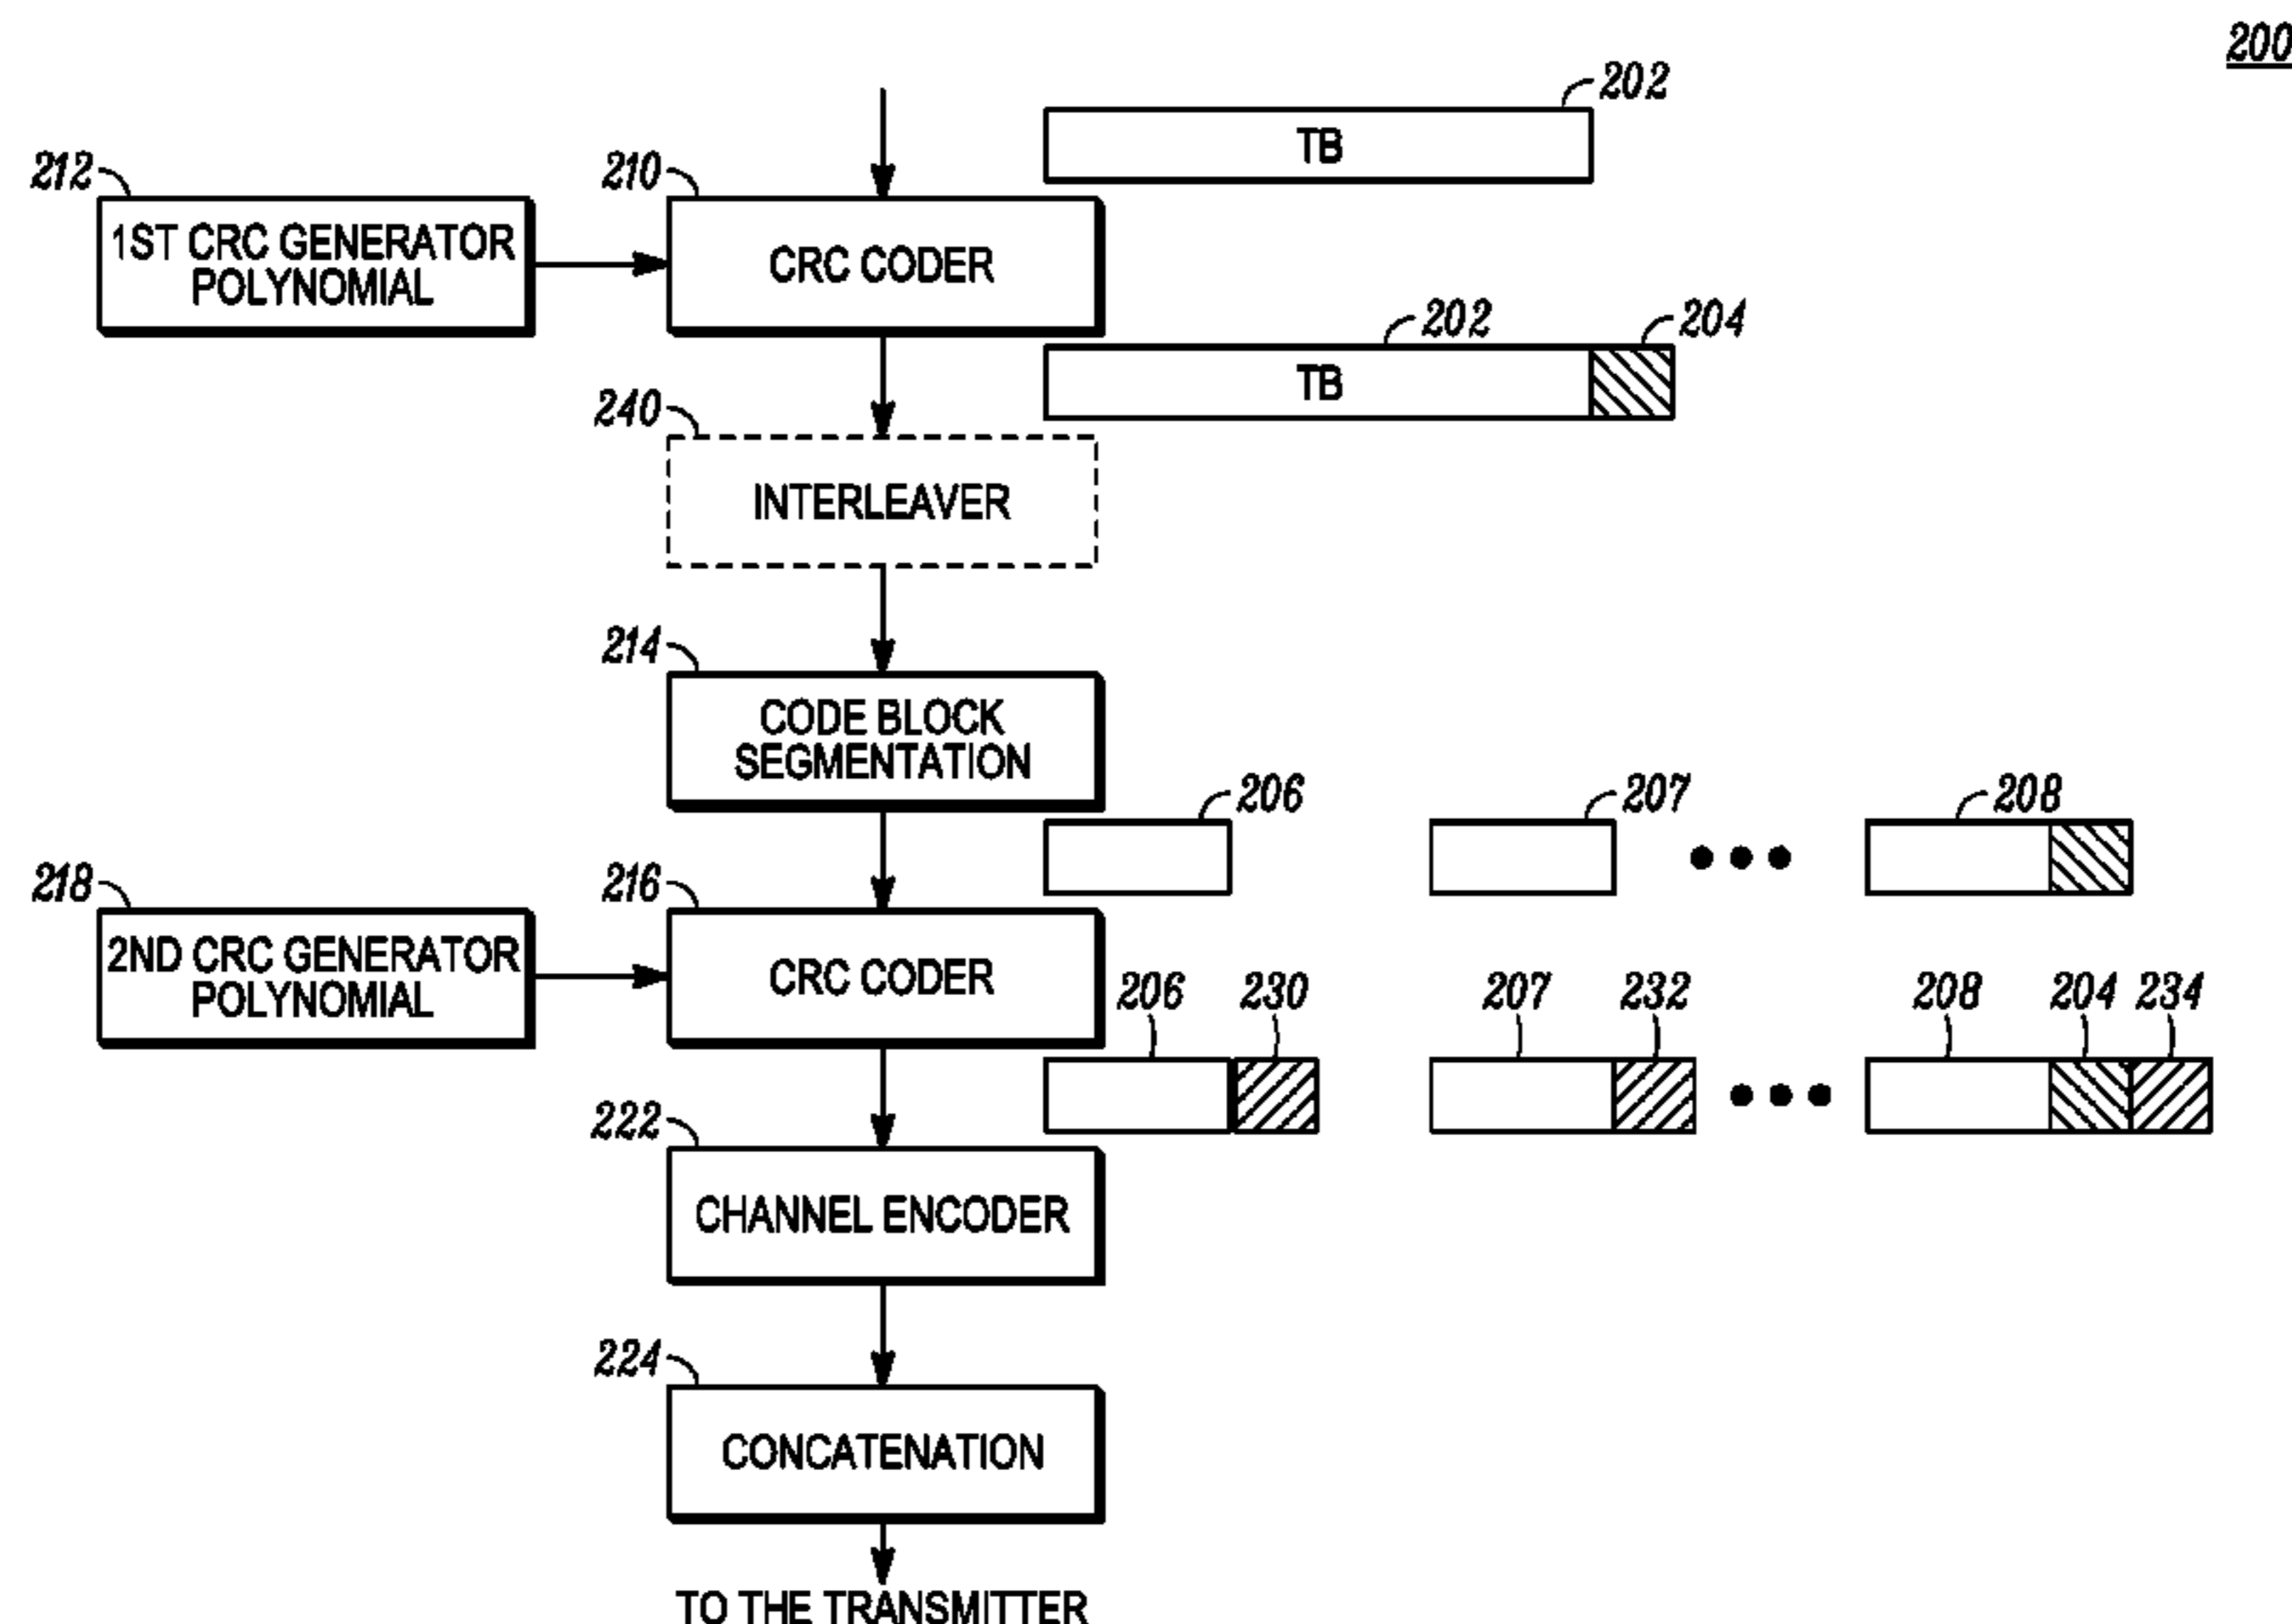 200
202
TB
212
1ST CRC GENERATOR
POLYNOMIAL
210
CRC CODER
202
204
TB
240
INTERLEAVER
214
CODE BLOCK
SEGMENTATION
206
207
208
218
2ND CRC GENERATOR
POLYNOMIAL
216
CRC CODER
206
230
207
232
208
204
234
222
CHANNEL ENCODER
224
CONCATENATION
TO THE TRANSMITTER